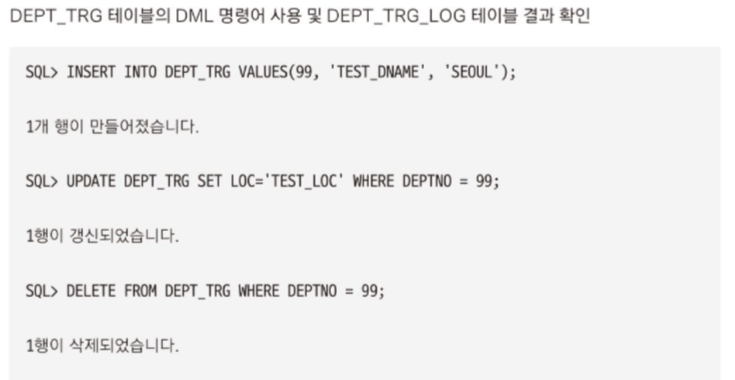 DEPT_TRG 테이블의 DML 명령어 사용 및 DEPT_TRG_LOG 테이블 결과 확인
SQL> INSERT INTO DEPT_TRG VALUES(99, 'TEST_DNAME', 'SEOUL');
1개 행이 만들어졌습니다.
SQL> UPDATE DEPT_TRG SET LOC='TEST_LOC' WHERE DEPTNO = 99;
1행이 갱신되었습니다.
SQL> DELETE FROM DEPT_TRG WHERE DEPTNO = 99;
1행이 삭제되었습니다.